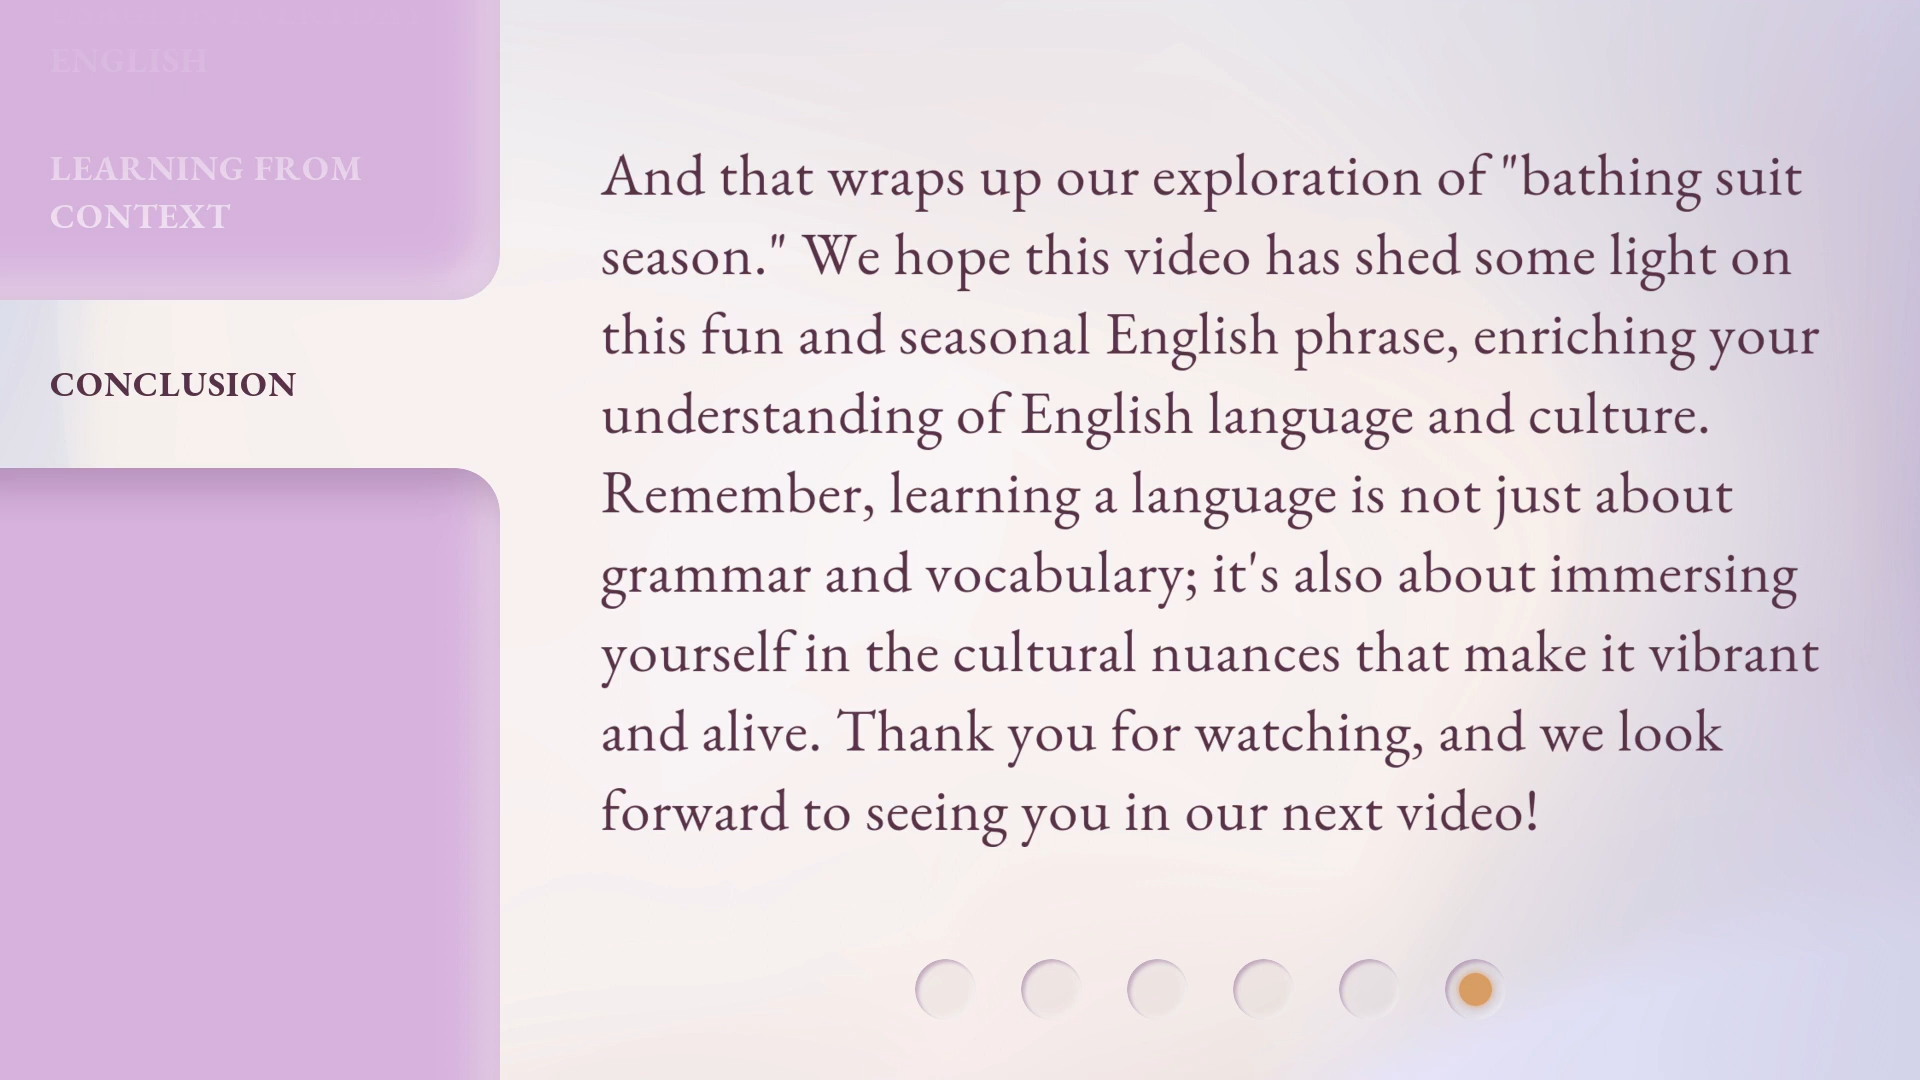 ENGLISH
LEARNING FROM
CONTEXT
CONCLUSION
And that wraps up our exploration of "bathing suit
season." We hope this video has shed some light on
this fun and seasonal English phrase, enriching your
understanding of English language and culture.
Remember, learning a language is not just about
grammar and vocabulary; it's also about immersing
yourself in the cultural nuances that make it vibrant
and alive. Thank you for watching, and we look
forward to seeing you in our next video!